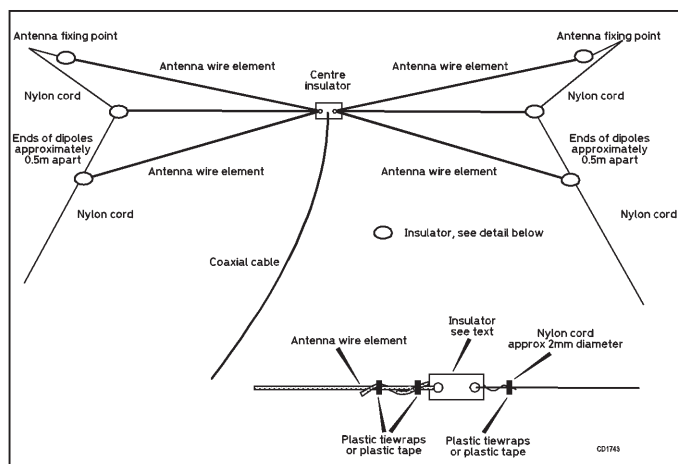 Antenna fixing point
Antenna fixing point
Antenna wire element
Antenna wire element
Centre
insulator
Nylon cord
Nylon cord
Ends of dipoles
approximately
0.5m apart
Ends of dipoles
approximately
0.5m apart
Antenna wire element
Antenna wire element
Nylon cord
Nylon cord
Insulator, see detail below
Coaxial cable
Insulator
see text
Nylon cord
approx 2mm diameter
Antenna wire element
Plastic tiewraps
or plastic tape
Plastic tiewraps
or plastic tape
CD1743